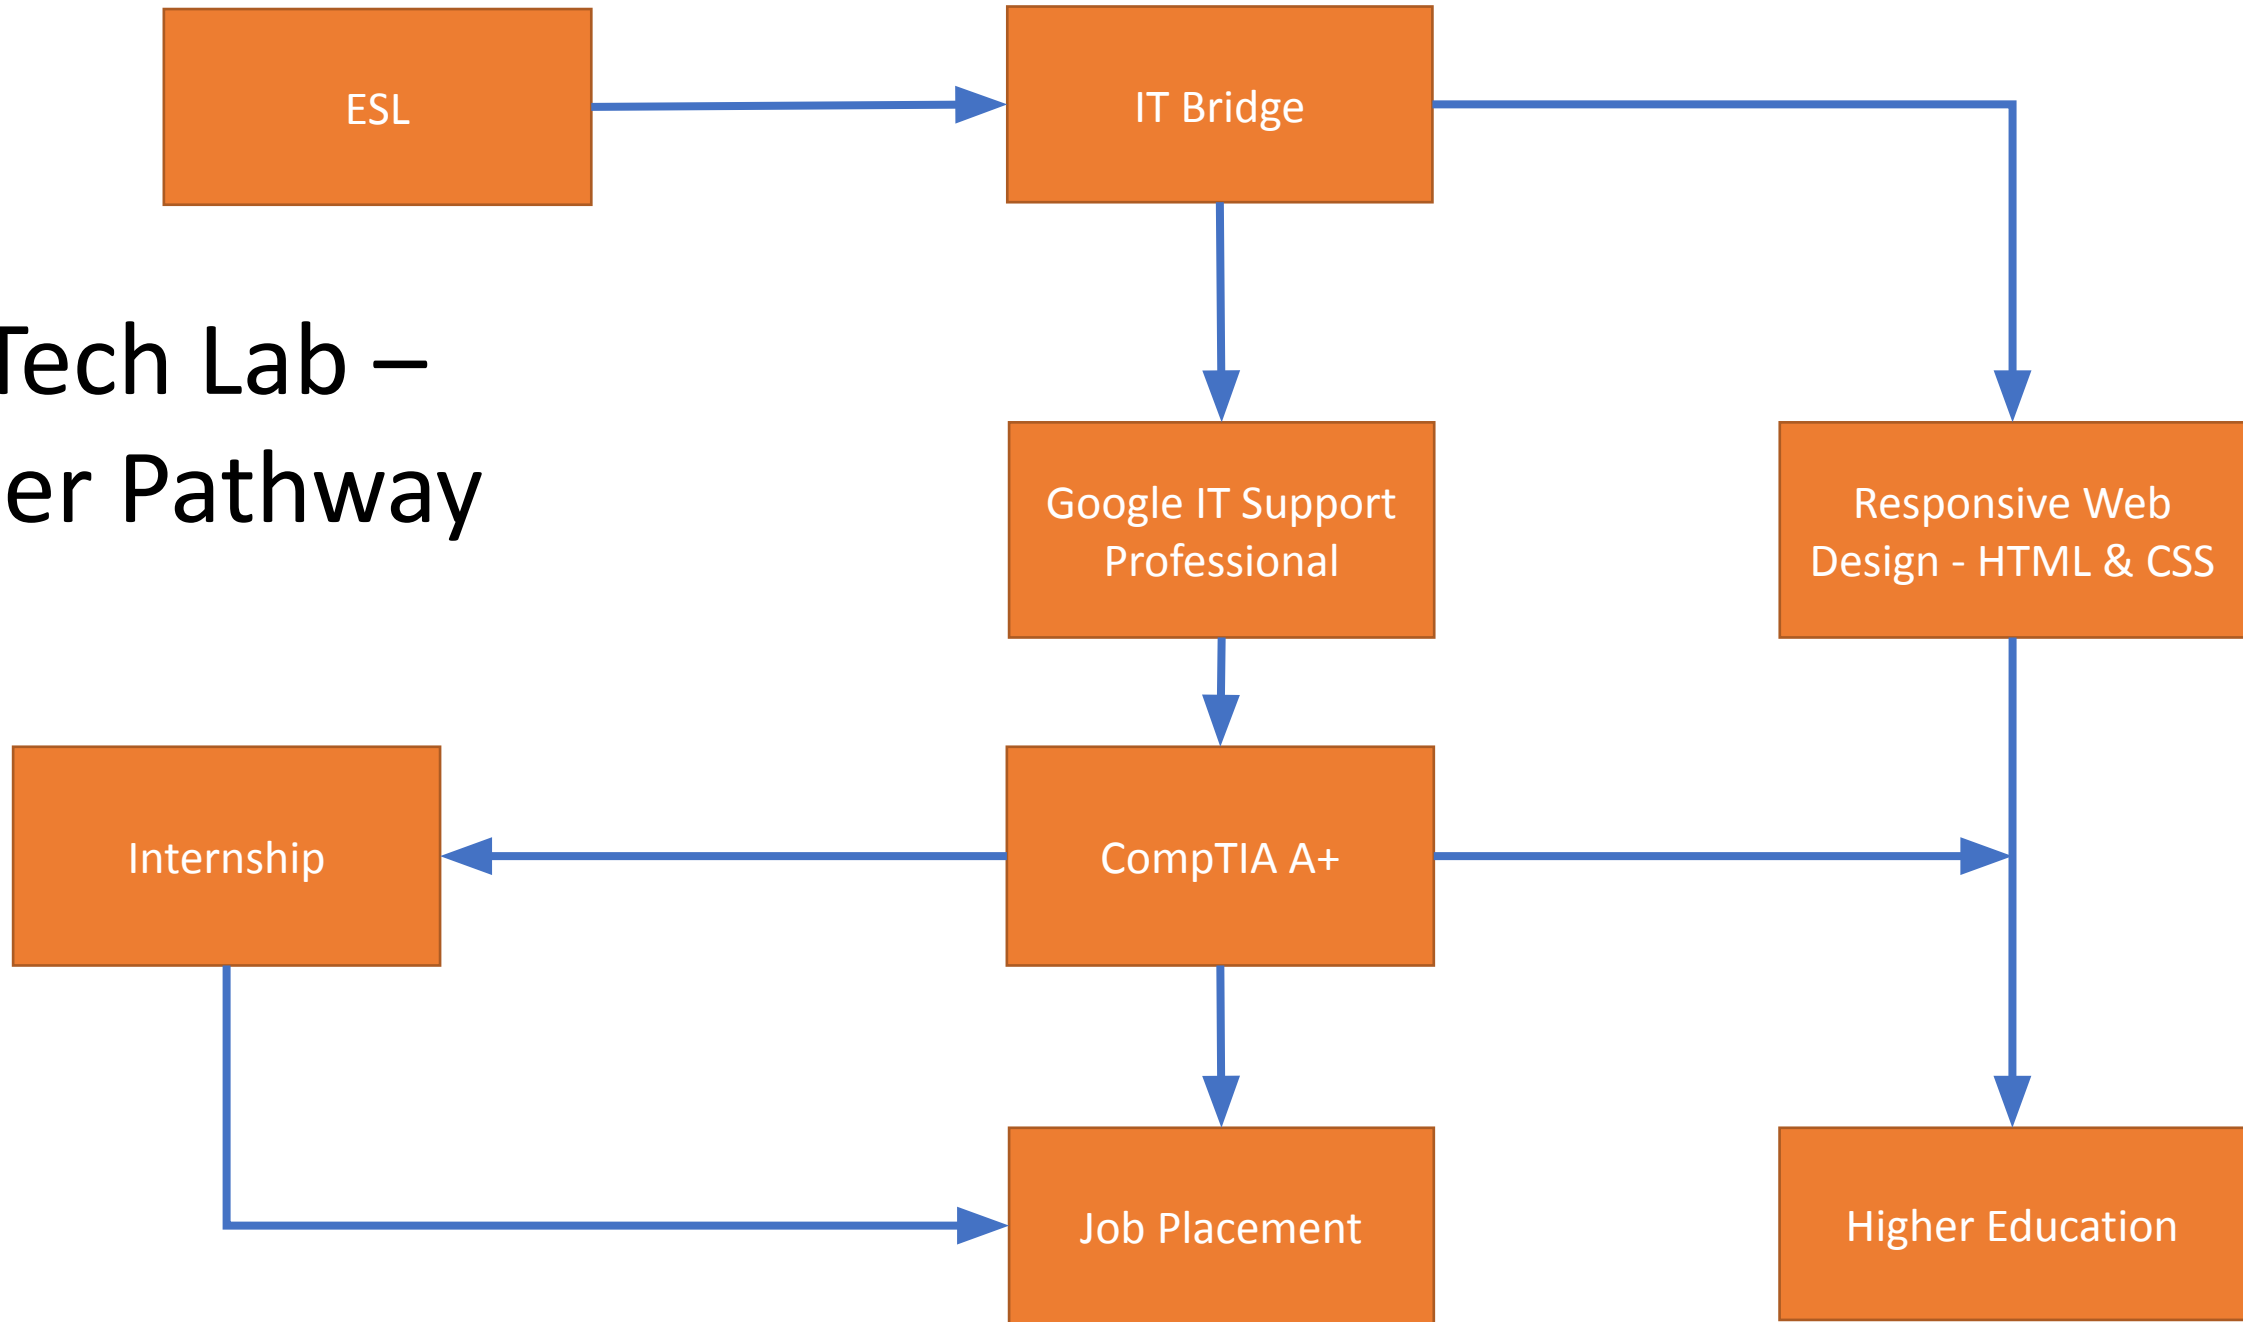 ESL
IT Bridge
Tech Lab –
er Pathway
Google IT Support
Professional
Responsive Web
Design - HTML & CSS
Internship
CompTIA A+
Job Placement
Higher Education